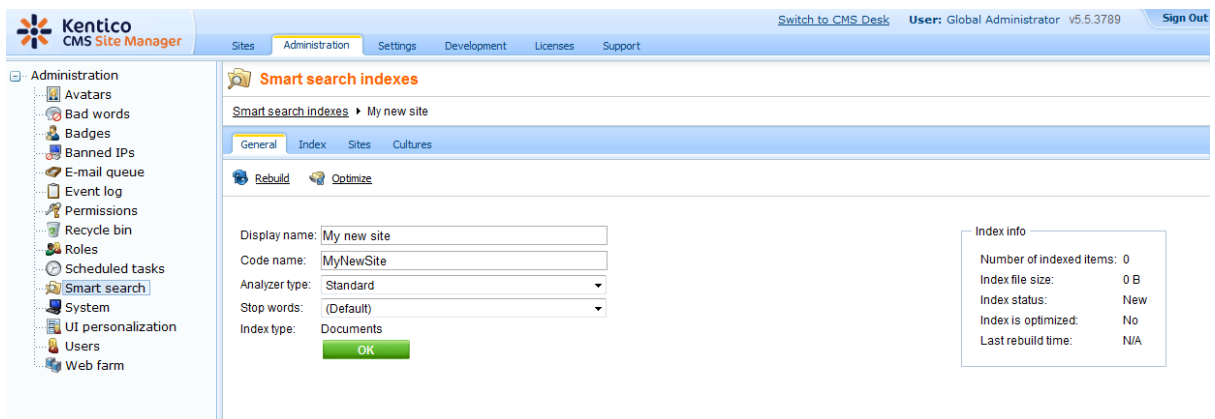 Kentico
CMS Site Manager
Switch to CMS Desk User: Global Administrator v5.5.3789 Sign Out
Sites Administration Settings Development Licenses Support
Administration
Avatars
Bad words
Badges
Banned IPs
E-mail queue
Event log
Permissions
Recycle bin
Roles
Scheduled tasks
Smart search
System
UI personalization
Users
Web farm
Smart search indexes
Smart search indexes My new site
General Index Sites Cultures
Rebuild Optimize
Display name: My new site
Code name: MyNewSite
Analyzer type: Standard
Stop words: (Default)
Index type: Documents
OK
Index info
Number of indexed items: 0
Index file size: 0 B
Index status: New
Index is optimized: No
Last rebuild time: N/A